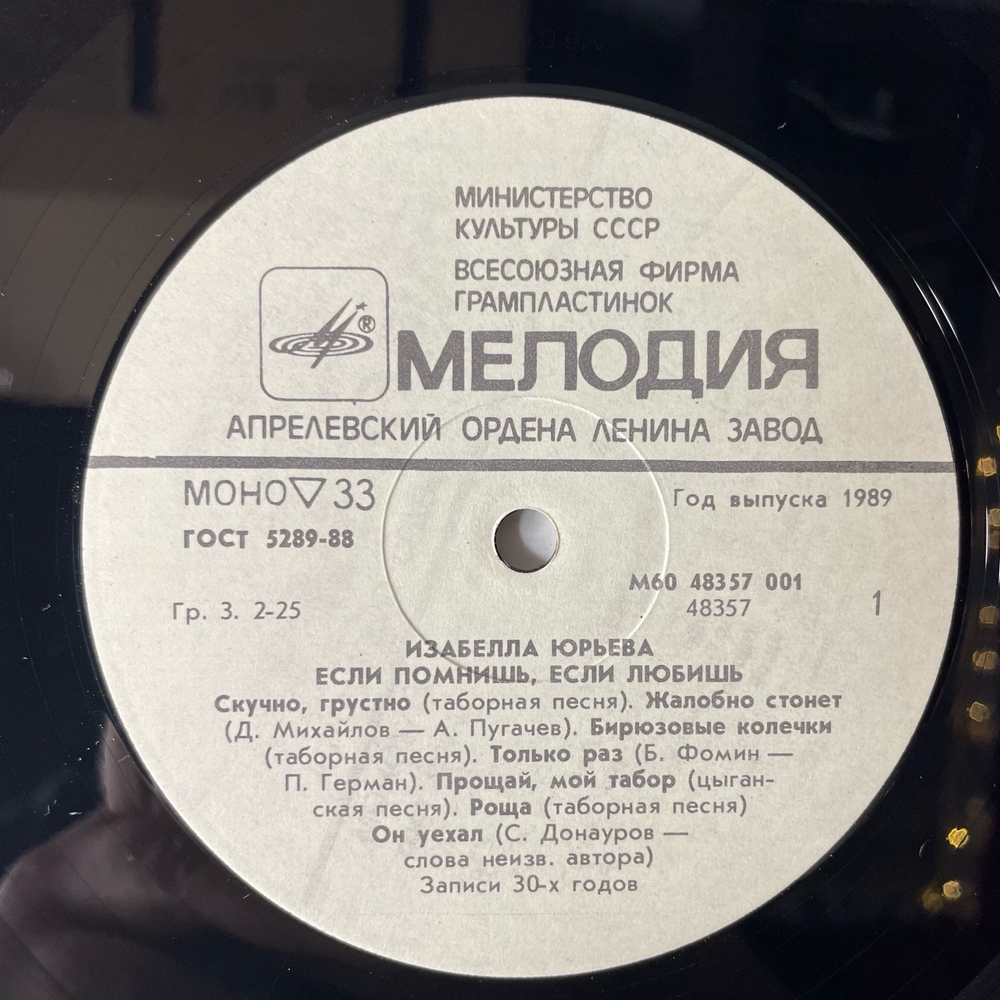 МИНИСТЕРСТВО
КУЛЬТУРЫ СССР
ВСЕСОЮЗНАЯ ФИРМА
ГРАМПЛАСТИНОК
®
МЕЛОДИЯ
АПРЕЛЕВСКИЙ ОРДЕНА ЛЕНИНА ЗАВОД
МОНО ▽ 33
Год выпуска 1989
ГОСТ 5289-88
М60 48357 001
Гр. 3. 2-25
48357
1
ИЗАБЕЛЛА ЮРЬЕВА
ЕСЛИ ПОМНИШЬ, ЕСЛИ ЛЮБИШЬ
Скучно, грустно (таборная песня). Жалобно стонет
(Д. Михайлов — А. Пугачев). Бирюзовые колечки
(таборная песня). Только раз (Б. Фомин —
П. Герман). Прощай, мой табор (цыган-
ская песня). Роща (таборная песня)
Он уехал (С. Донауров —
слова неизв. автора)
Записи 30-х годов